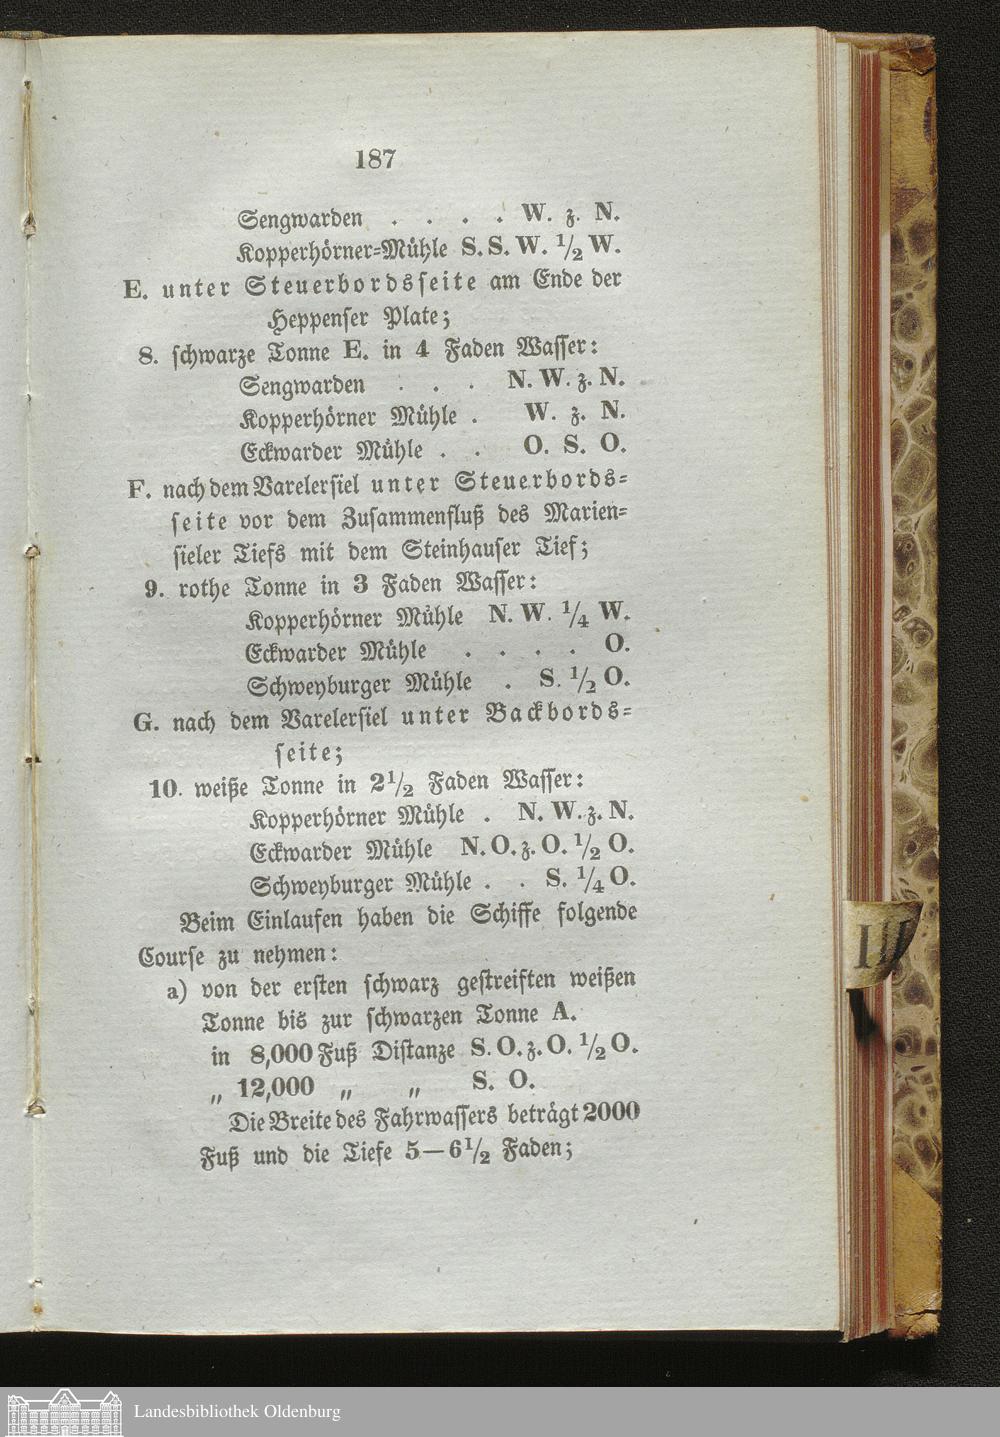 187
Sengwarden . . . . W. z. N.
Kopperhörner-Mühle S. S. W. 1/2 W.
E. unter Steuerbordsseite am Ende der
Heppenser Plate;
8. schwarze Tonne E. in 4 Faden Wasser:
Sengwarden . . . N. W. z. N.
Kopperhörner Mühle . W. z. N.
Eckwarder Mühle . . O. S. O.
F. nach dem Varelersiel unter Steuerbords-
seite vor dem Zusammenfluß des Marien-
sieler Tiefs mit dem Steinhauser Tief;
9. rothe Tonne in 3 Faden Wasser:
Kopperhörner Mühle N. W. 1/4 W.
Eckwarder Mühle . . . . O.
Schweyburger Mühle . S. 1/2 O.
G. nach dem Varelersiel unter Backbords-
seite;
10. weiße Tonne in 2 1/2 Faden Wasser:
Kopperhörner Mühle . N. W. z. N.
Eckwarder Mühle N. O. z. O. 1/2 O.
Schweyburger Mühle . . S. 1/4 O.
Beim Einlaufen haben die Schiffe folgende
Course zu nehmen:
a) von der ersten schwarz gestreiften weißen
Tonne bis zur schwarzen Tonne A.
in 8,000 Fuß Distanze S. O. z. O. 1/2 O.
„ 12,000 „ „ S. O.
Die Breite des Fahrwassers beträgt 2000
Fuß und die Tiefe 5—6 1/2 Faden;
III
Landesbibliothek Oldenburg